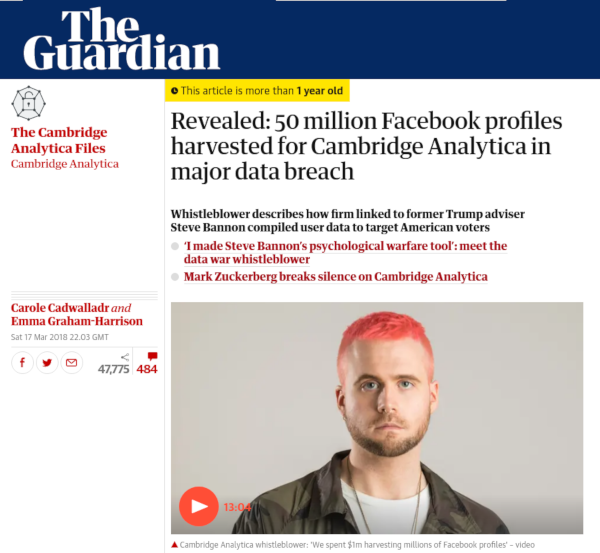 The
Guardian
This article is more than 1 year old
The Cambridge
Analytica Files
Cambridge Analytica
Revealed: 50 million Facebook profiles
harvested for Cambridge Analytica in
major data breach
Whistleblower describes how firm linked to former Trump adviser
Steve Bannon compiled user data to target American voters
‘I made Steve Bannon’s psychological warfare tool’: meet the
data war whistleblower
Mark Zuckerberg breaks silence on Cambridge Analytica
Carole Cadwalladr and
Emma Graham-Harrison
Sat 17 Mar 2018 22.03 GMT
47,775 484
13:04
Cambridge Analytica whistleblower: ‘We spent $1m harvesting millions of Facebook profiles’ – video